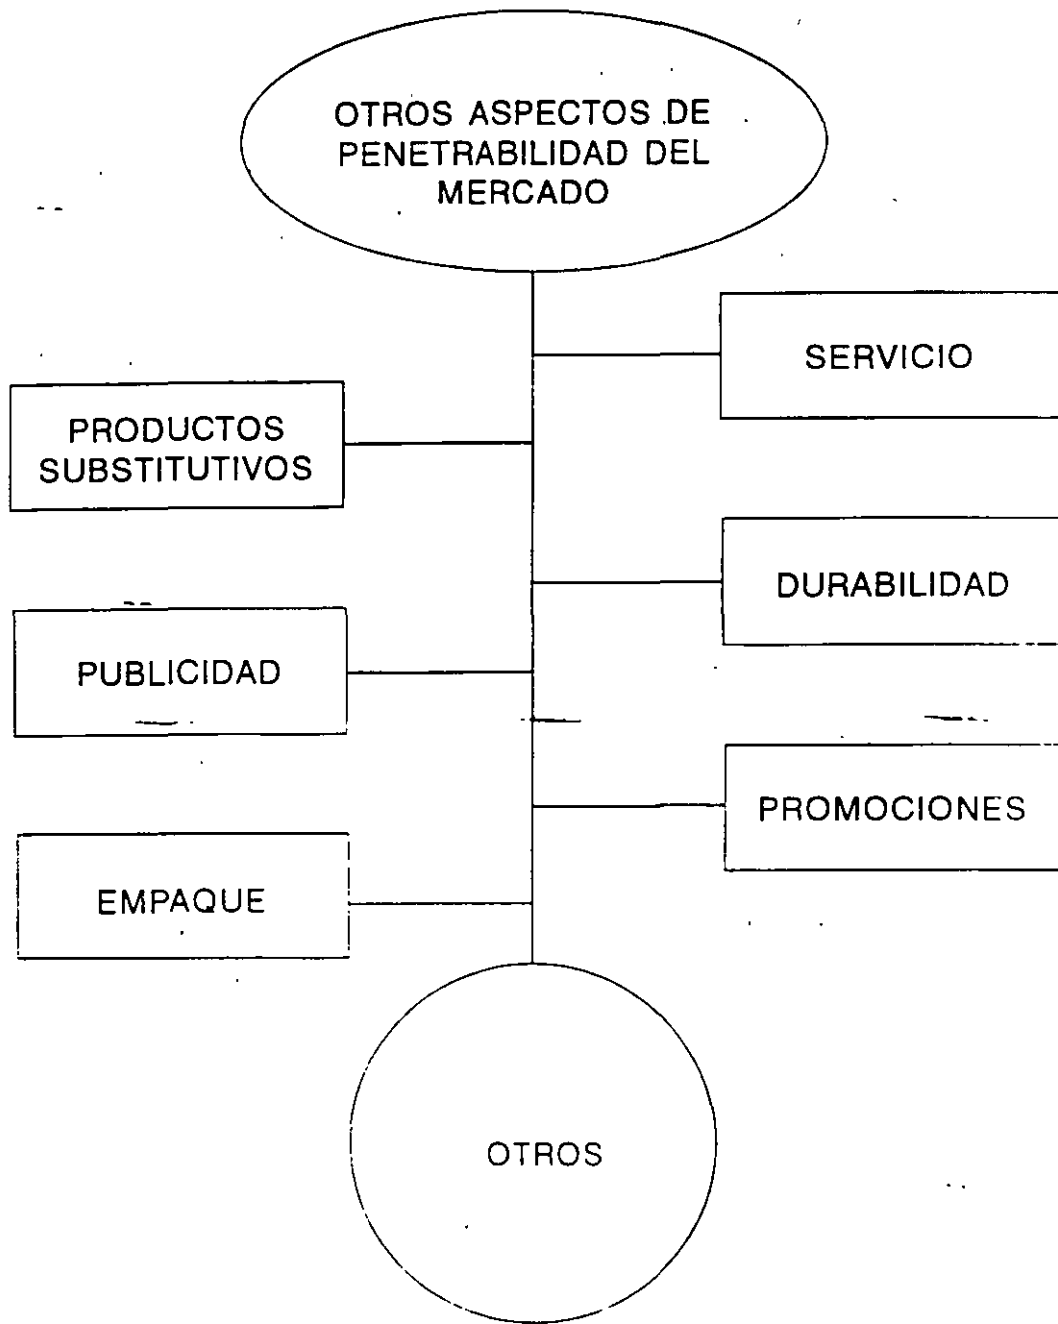 OTROS ASPECTOS DE
PENETRABILIDAD DEL
MERCADO
SERVICIO
PRODUCTOS
SUBSTITUTIVOS
DURABILIDAD
PUBLICIDAD
PROMOCIONES
EMPAQUE
OTROS